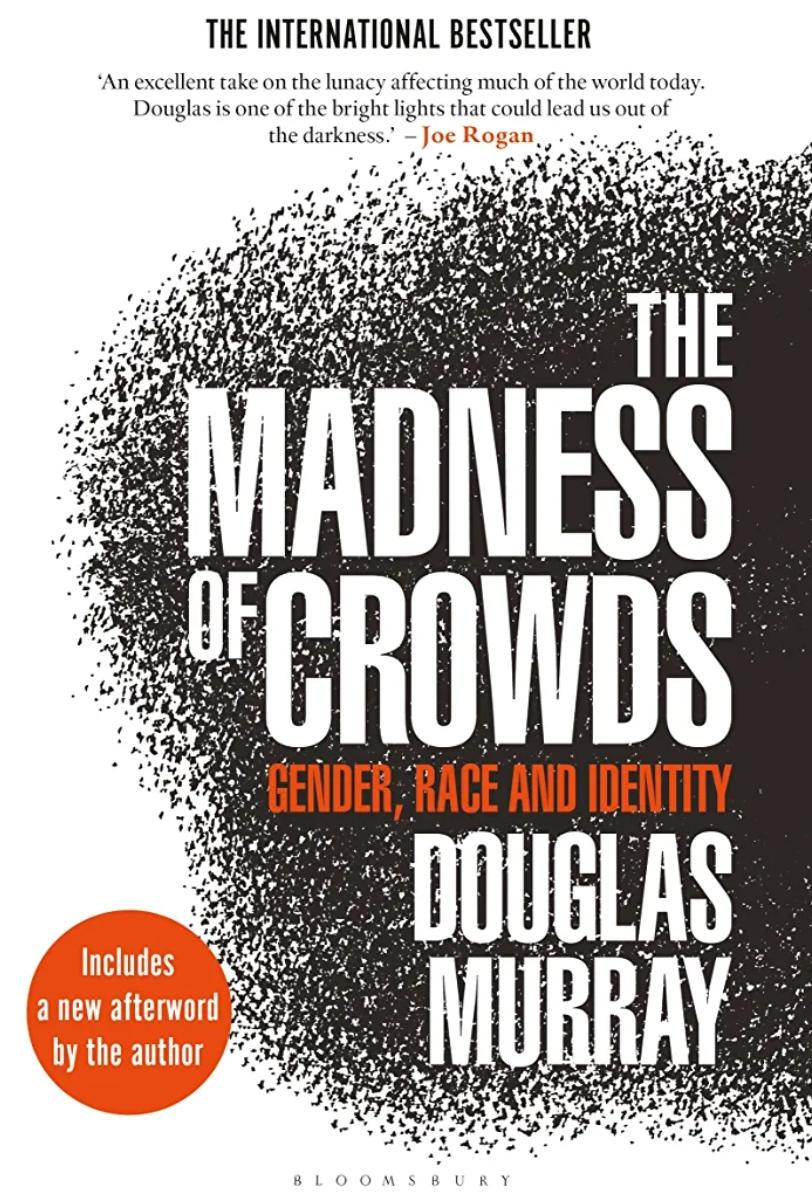 THE INTERNATIONAL BESTSELLER
‘An excellent take on the lunacy affecting much of the world today.
Douglas is one of the bright lights that could lead us out of
the darkness.’ – Joe Rogan
THE
MADNESS
OF CROWDS
GENDER, RACE AND IDENTITY
DOUGLAS
MURRAY
Includes
a new afterword
by the author
BLOOMSBURY